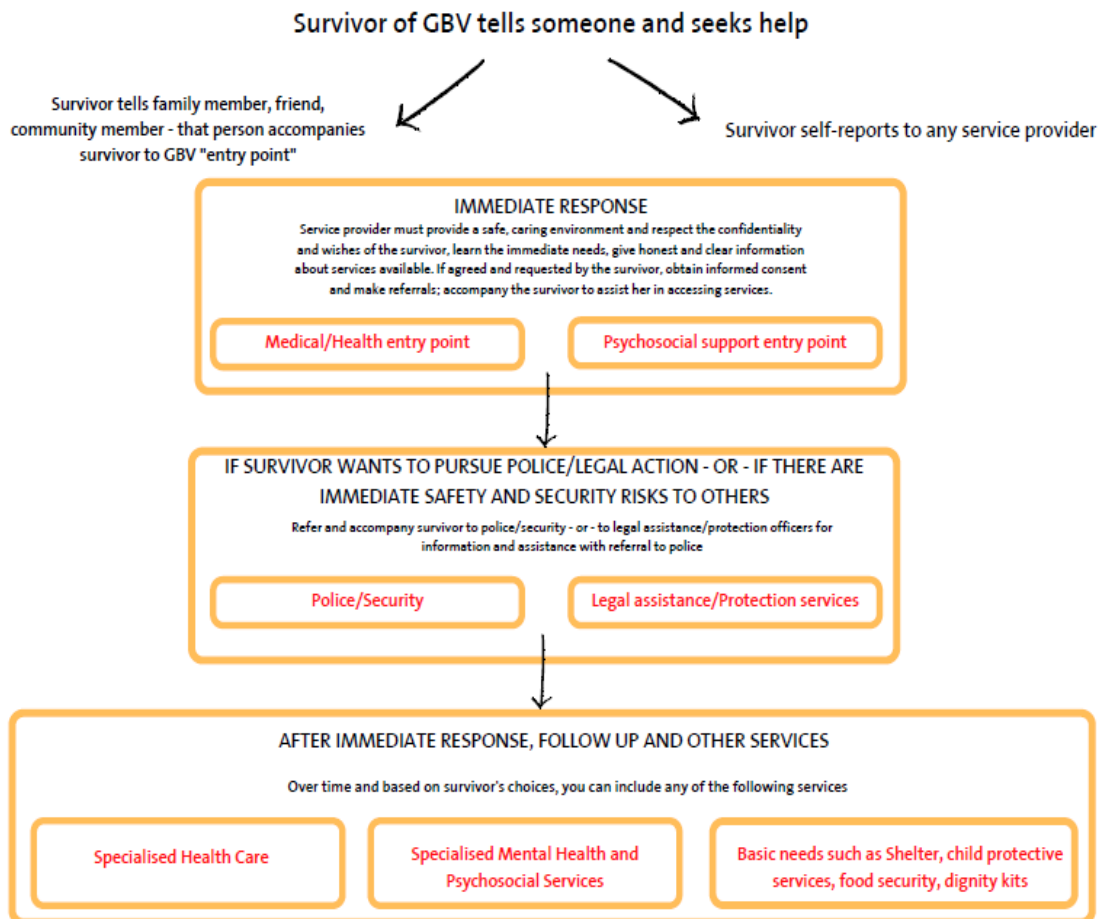 Survivor of GBV tells someone and seeks help
Survivor tells family member, friend,
community member - that person accompanies
survivor to GBV "entry point"
Survivor self-reports to any service provider
IMMEDIATE RESPONSE
Service provider must provide a safe, caring environment and respect the confidentiality
and wishes of the survivor, learn the immediate needs, give honest and clear information
about services available. If agreed and requested by the survivor, obtain informed consent
and make referrals; accompany the survivor to assist her in accessing services.
Medical/Health entry point
Psychosocial support entry point
IF SURVIVOR WANTS TO PURSUE POLICE/LEGAL ACTION - OR - IF THERE ARE
IMMEDIATE SAFETY AND SECURITY RISKS TO OTHERS
Refer and accompany survivor to police/security - or - to legal assistance/protection officers for
information and assistance with referral to police
Police/Security
Legal assistance/Protection services
AFTER IMMEDIATE RESPONSE, FOLLOW UP AND OTHER SERVICES
Over time and based on survivor's choices, you can include any of the following services
Specialised Health Care
Specialised Mental Health and
Psychosocial Services
Basic needs such as Shelter, child protective
services, food security, dignity kits